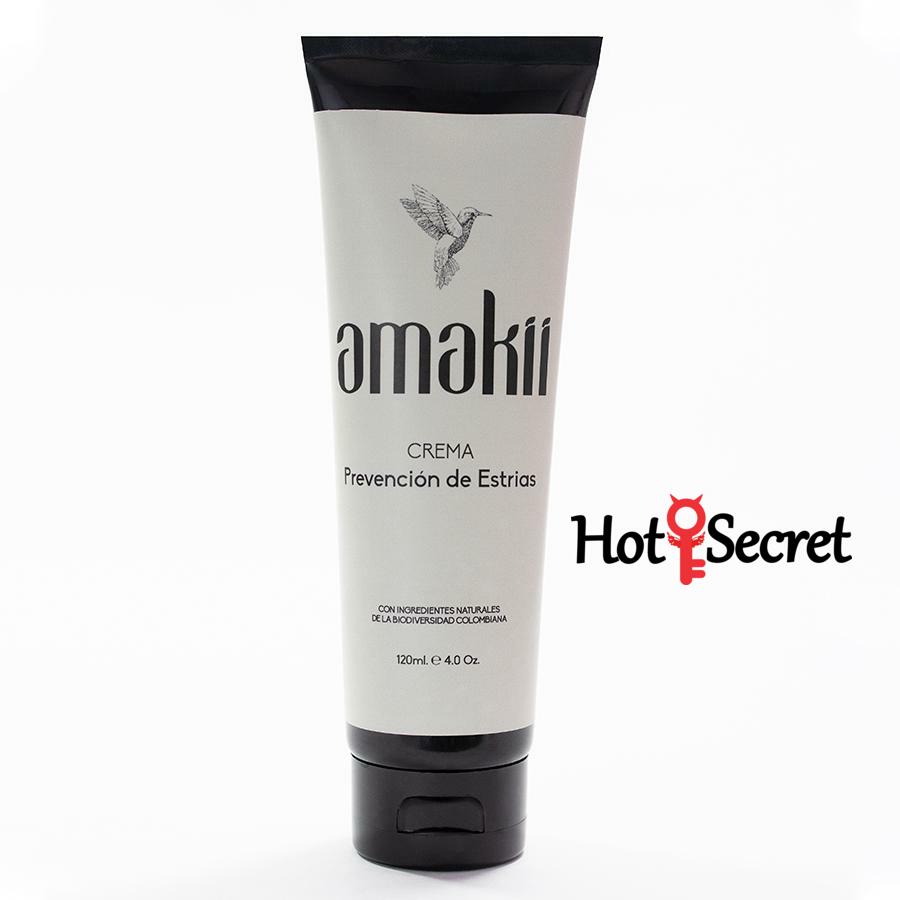 amakii
CREMA
Prevención de Estrias
CON INGREDIENTES NATURALES
DE LA BIODIVERSIDAD COLOMBIANA
120ml. ℮ 4.0 Oz.
Hot Secret